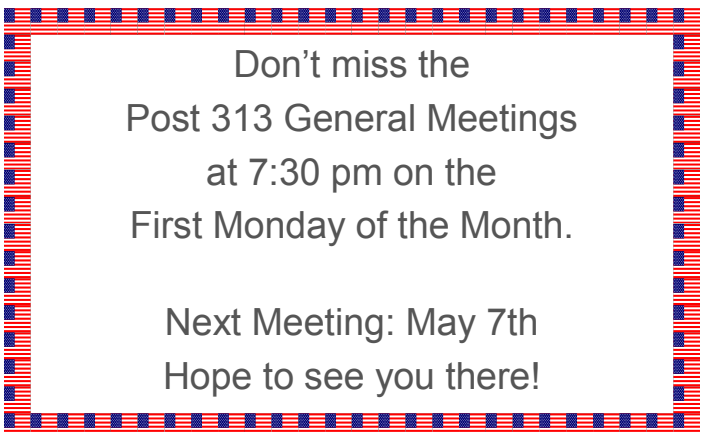 Don’t miss the
Post 313 General Meetings
at 7:30 pm on the
First Monday of the Month.
Next Meeting: May 7th
Hope to see you there!